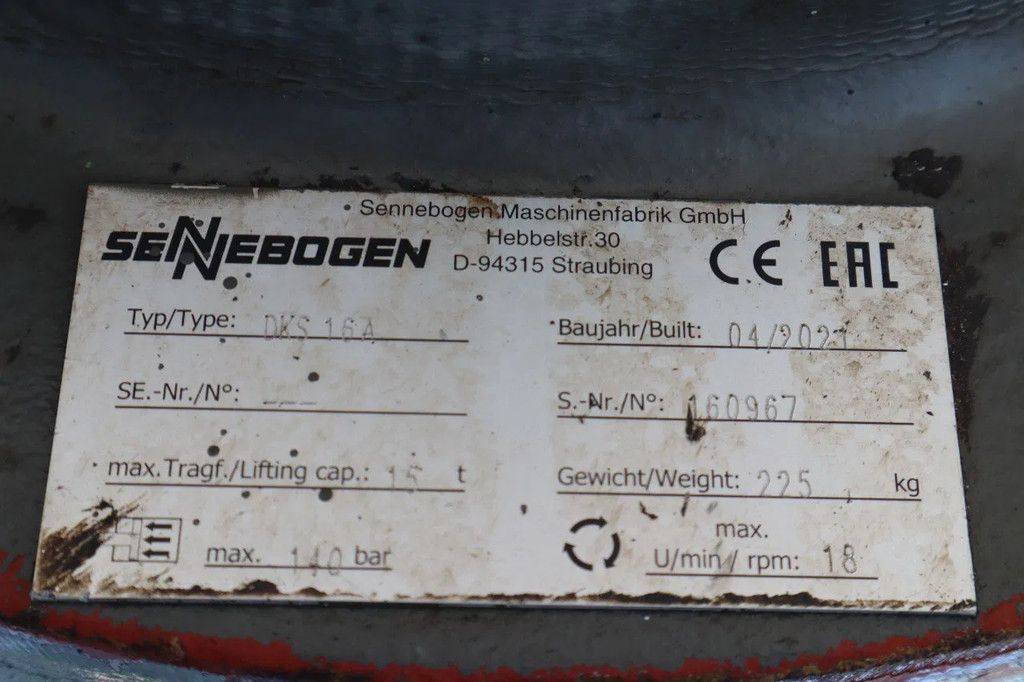 Sennebogen Maschinenfabrik GmbH
SENNEBOGEN Hebbelstr.30
D-94315 Straubing CE EAC
Typ/Type: DKS 16A Baujahr/Built: 04/2021
SE.-Nr./N°: --- S.-Nr./N°: 160967
max.Tragf./Lifting cap.: 15 t Gewicht/Weight: 225 kg
max. 140 bar max.
U/min / rpm: 18